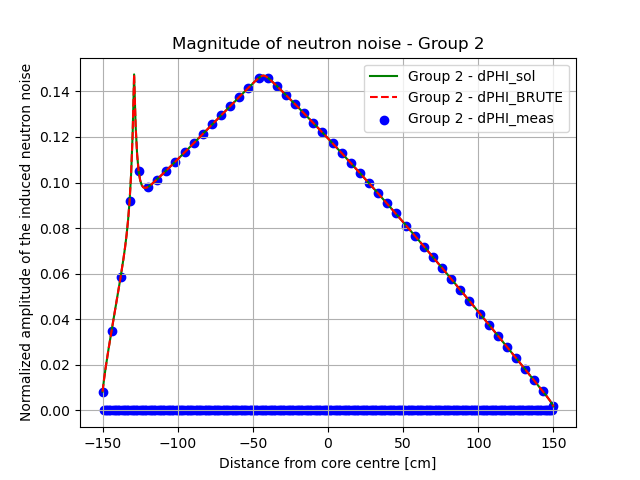 Magnitude of neutron noise - Group 2
Normalized amplitude of the induced neutron noise
0.14
0.12
0.10
0.08
0.06
0.04
0.02
0.00
Group 2 - dPHI_sol
Group 2 - dPHI_BRUTE
Group 2 - dPHI_meas
−150 −100 −50 0 50 100 150
Distance from core centre [cm]